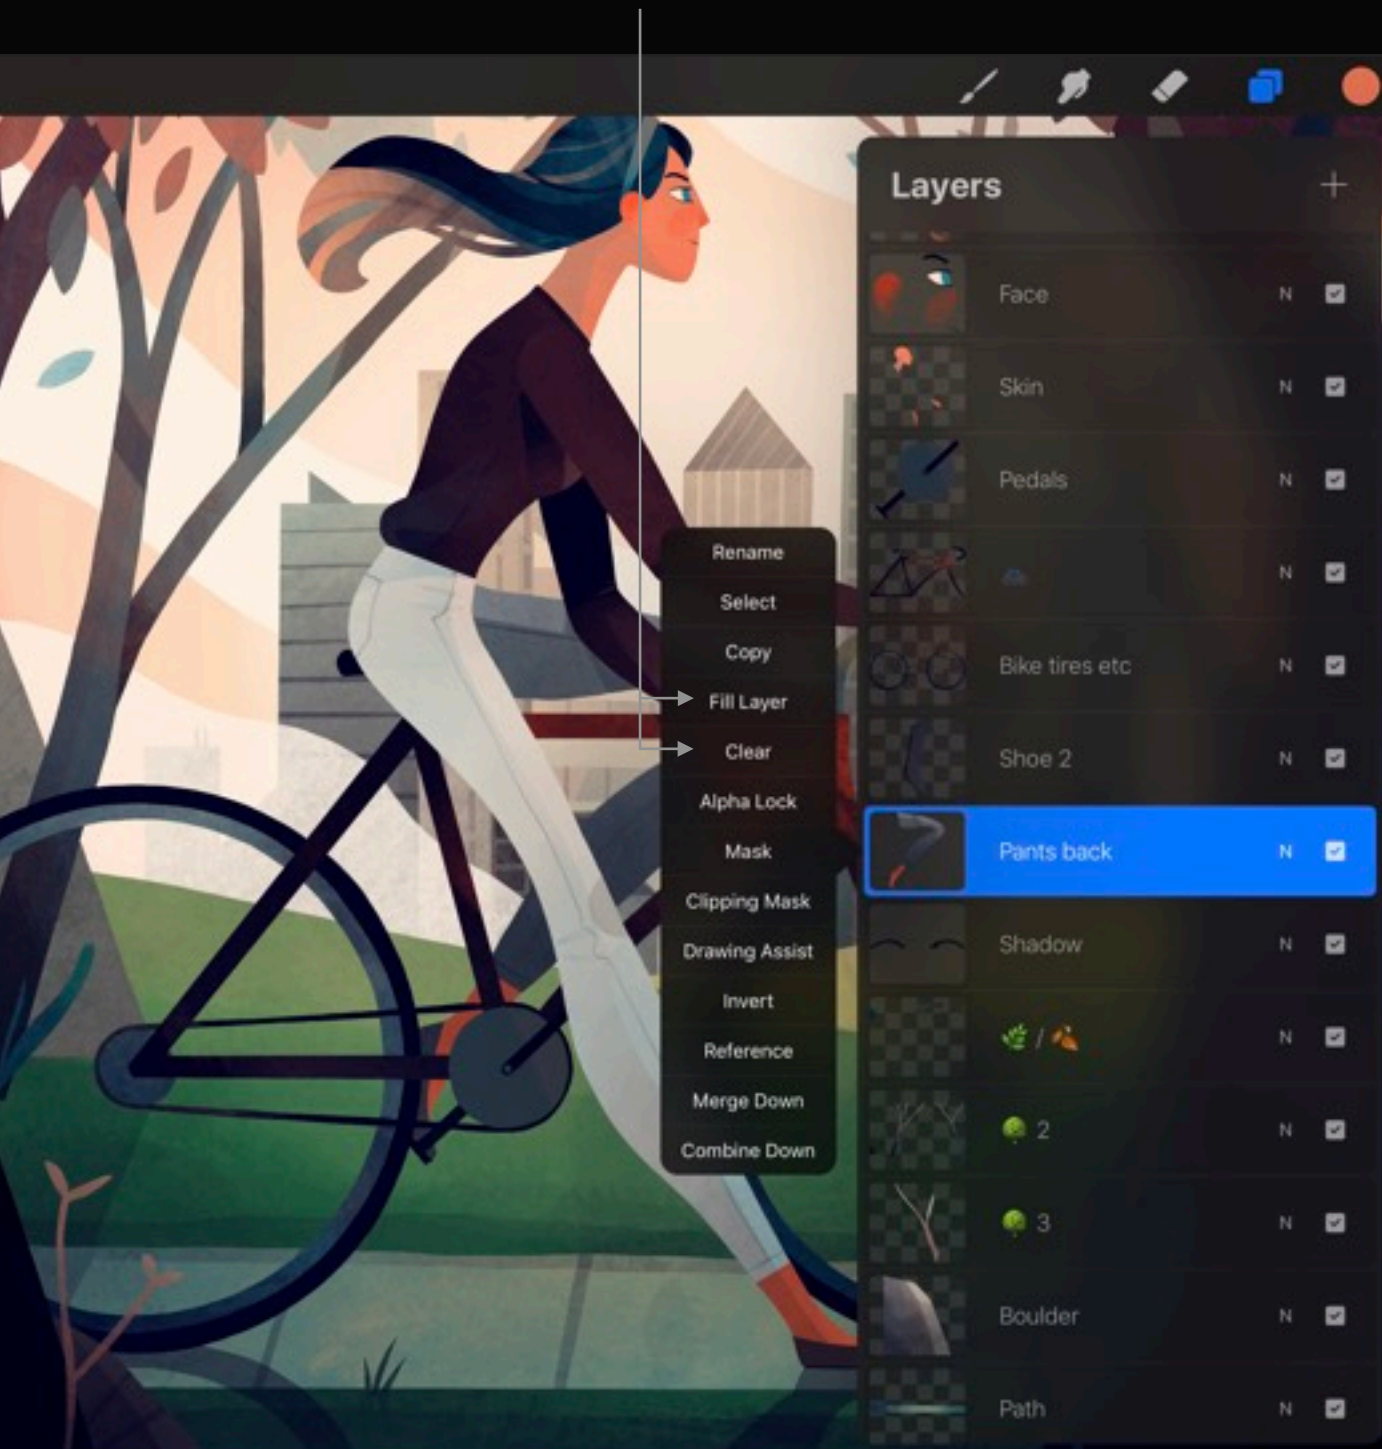 Layers
Face N
Skin N
Pedals N
N
Bike tires etc N
Shoe 2 N
Pants back N
Shadow N
🌿 / 🍂 N
🌳 2 N
🌳 3 N
Boulder N
Path N
Rename
Select
Copy
Fill Layer
Clear
Alpha Lock
Mask
Clipping Mask
Drawing Assist
Invert
Reference
Merge Down
Combine Down